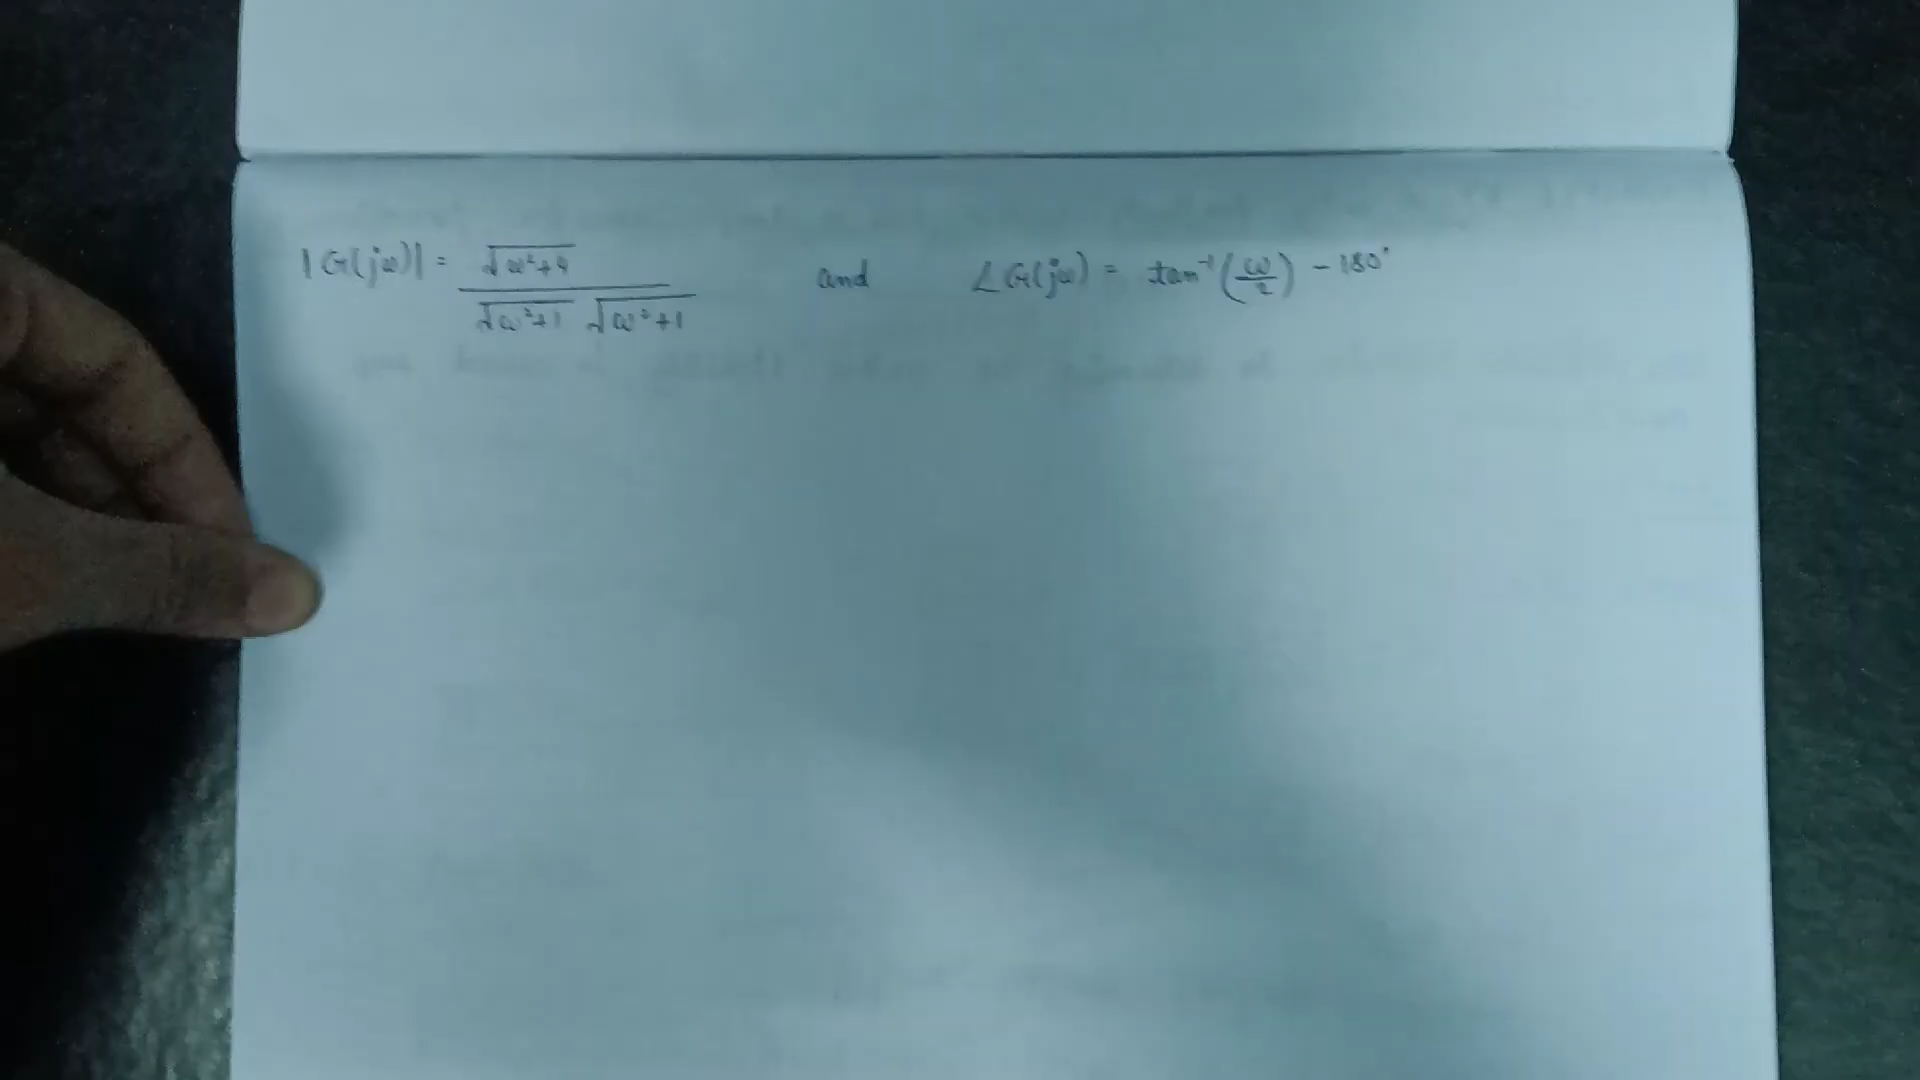 |G(jω)| = √(ω²+4) / √(ω²+1) √(ω²+1) and ∠G(jω) = tan⁻¹(ω/2) - 180°